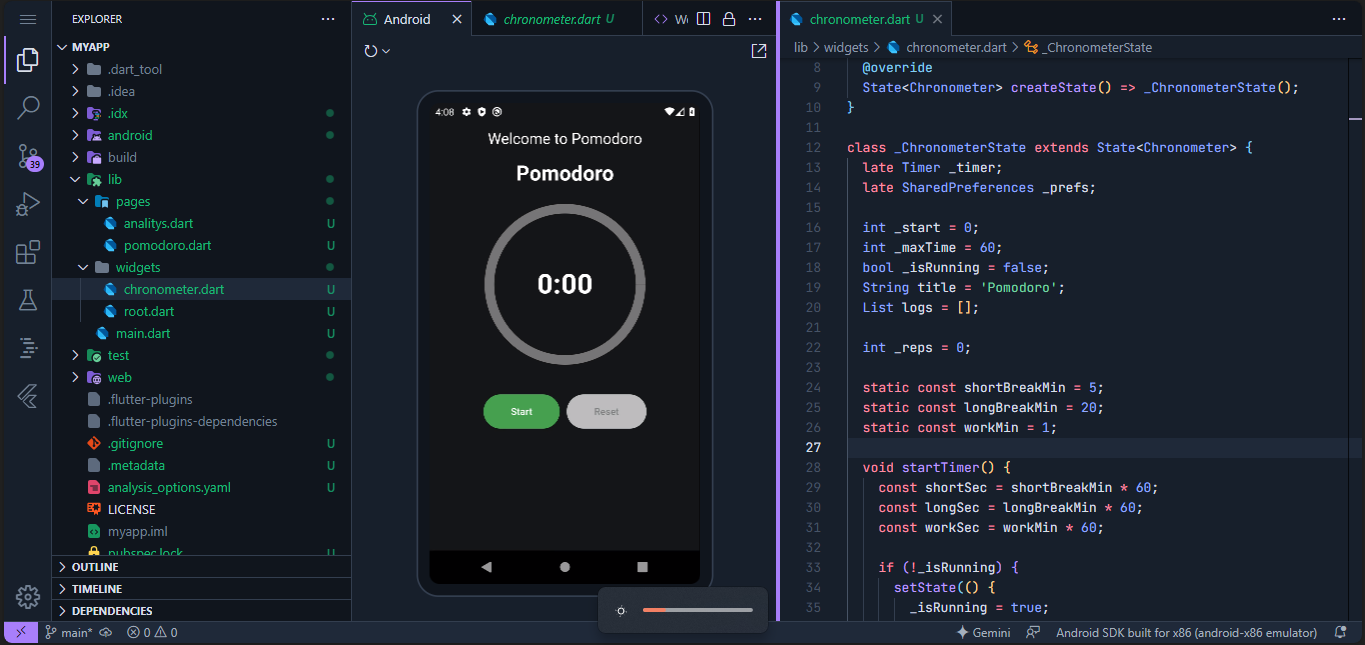 EXPLORER
MYAPP
.dart_tool
.idea
.idx
android
build
lib
pages
analitys.dart U
pomodoro.dart U
widgets
chronometer.dart U
root.dart U
main.dart U
test
web
.flutter-plugins
.flutter-plugins-dependencies
.gitignore U
.metadata U
analysis_options.yaml U
LICENSE
myapp.iml
pubspec.lock U
OUTLINE
TIMELINE
DEPENDENCIES
39
Android
chronometer.dart U
4:08
Welcome to Pomodoro
Pomodoro
0:00
Start
Reset
chronometer.dart U
lib > widgets > chronometer.dart > _ChronometerState
8 @override
9 State<Chronometer> createState() => _ChronometerState();
10 }
11
12 class _ChronometerState extends State<Chronometer> {
13 late Timer _timer;
14 late SharedPreferences _prefs;
15
16 int _start = 0;
17 int _maxTime = 60;
18 bool _isRunning = false;
19 String title = 'Pomodoro';
20 List logs = [];
21
22 int _reps = 0;
23
24 static const shortBreakMin = 5;
25 static const longBreakMin = 20;
26 static const workMin = 1;
27
28 void startTimer() {
29 const shortSec = shortBreakMin * 60;
30 const longSec = longBreakMin * 60;
31 const workSec = workMin * 60;
32
33 if (!_isRunning) {
34 setState(() {
35 _isRunning = true;
main* 0 0
Gemini
Android SDK built for x86 (android-x86 emulator)